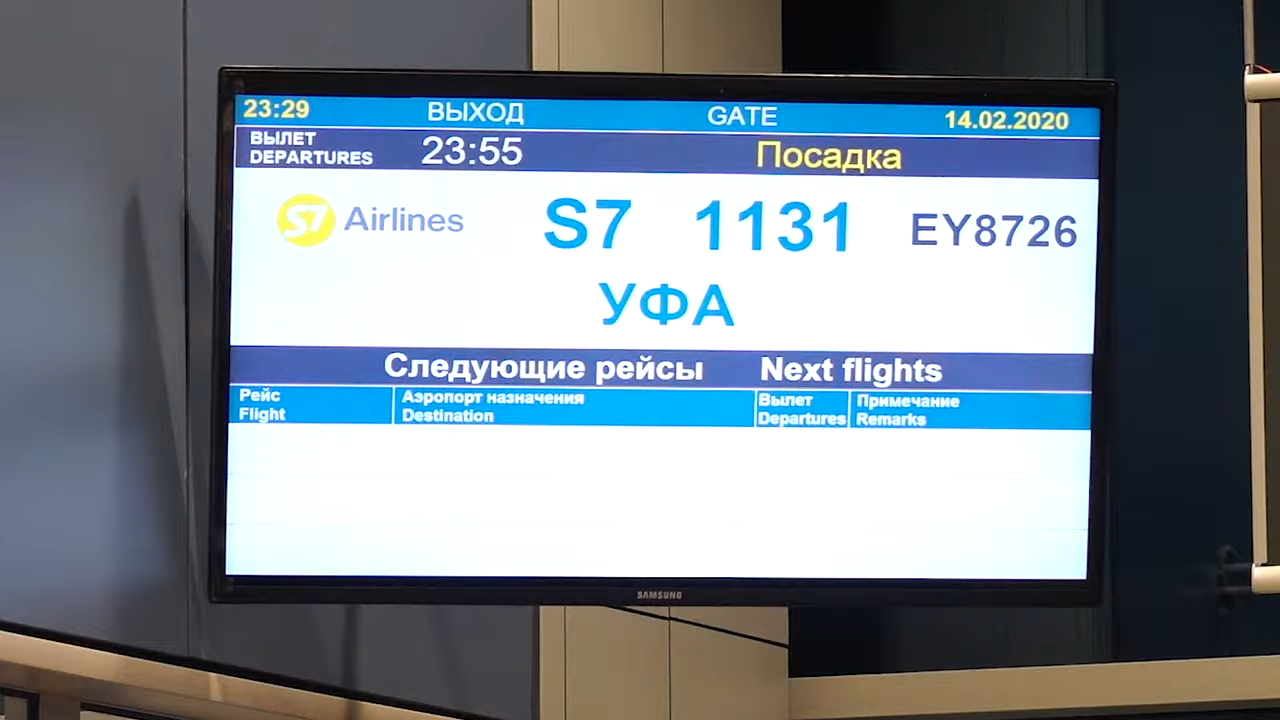 23:29 ВЫХОД GATE 14.02.2020
ВЫЛЕТ
DEPARTURES 23:55 Посадка
S7 Airlines S7 1131 EY8726
УФА
Следующие рейсы Next flights
Рейс Аэропорт назначения Вылет Примечание
Flight Destination Departures Remarks
SAMSUNG